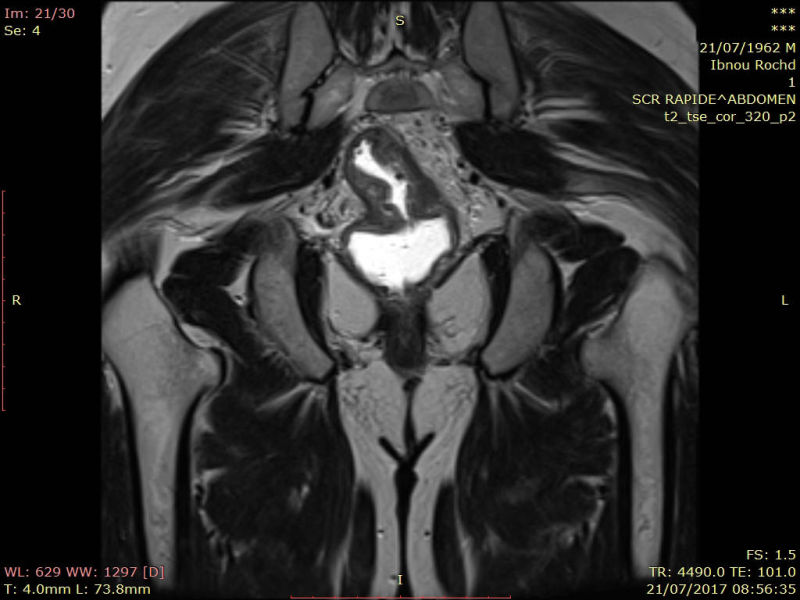 Im: 21/30
Se: 4
S
***
***
21/07/1962 M
Ibnou Rochd
1
SCR RAPIDE^ABDOMEN
t2_tse_cor_320_p2
R
L
WL: 629 WW: 1297 [D]
T: 4.0mm L: 73.8mm
I
FS: 1.5
TR: 4490.0 TE: 101.0
21/07/2017 08:56:35